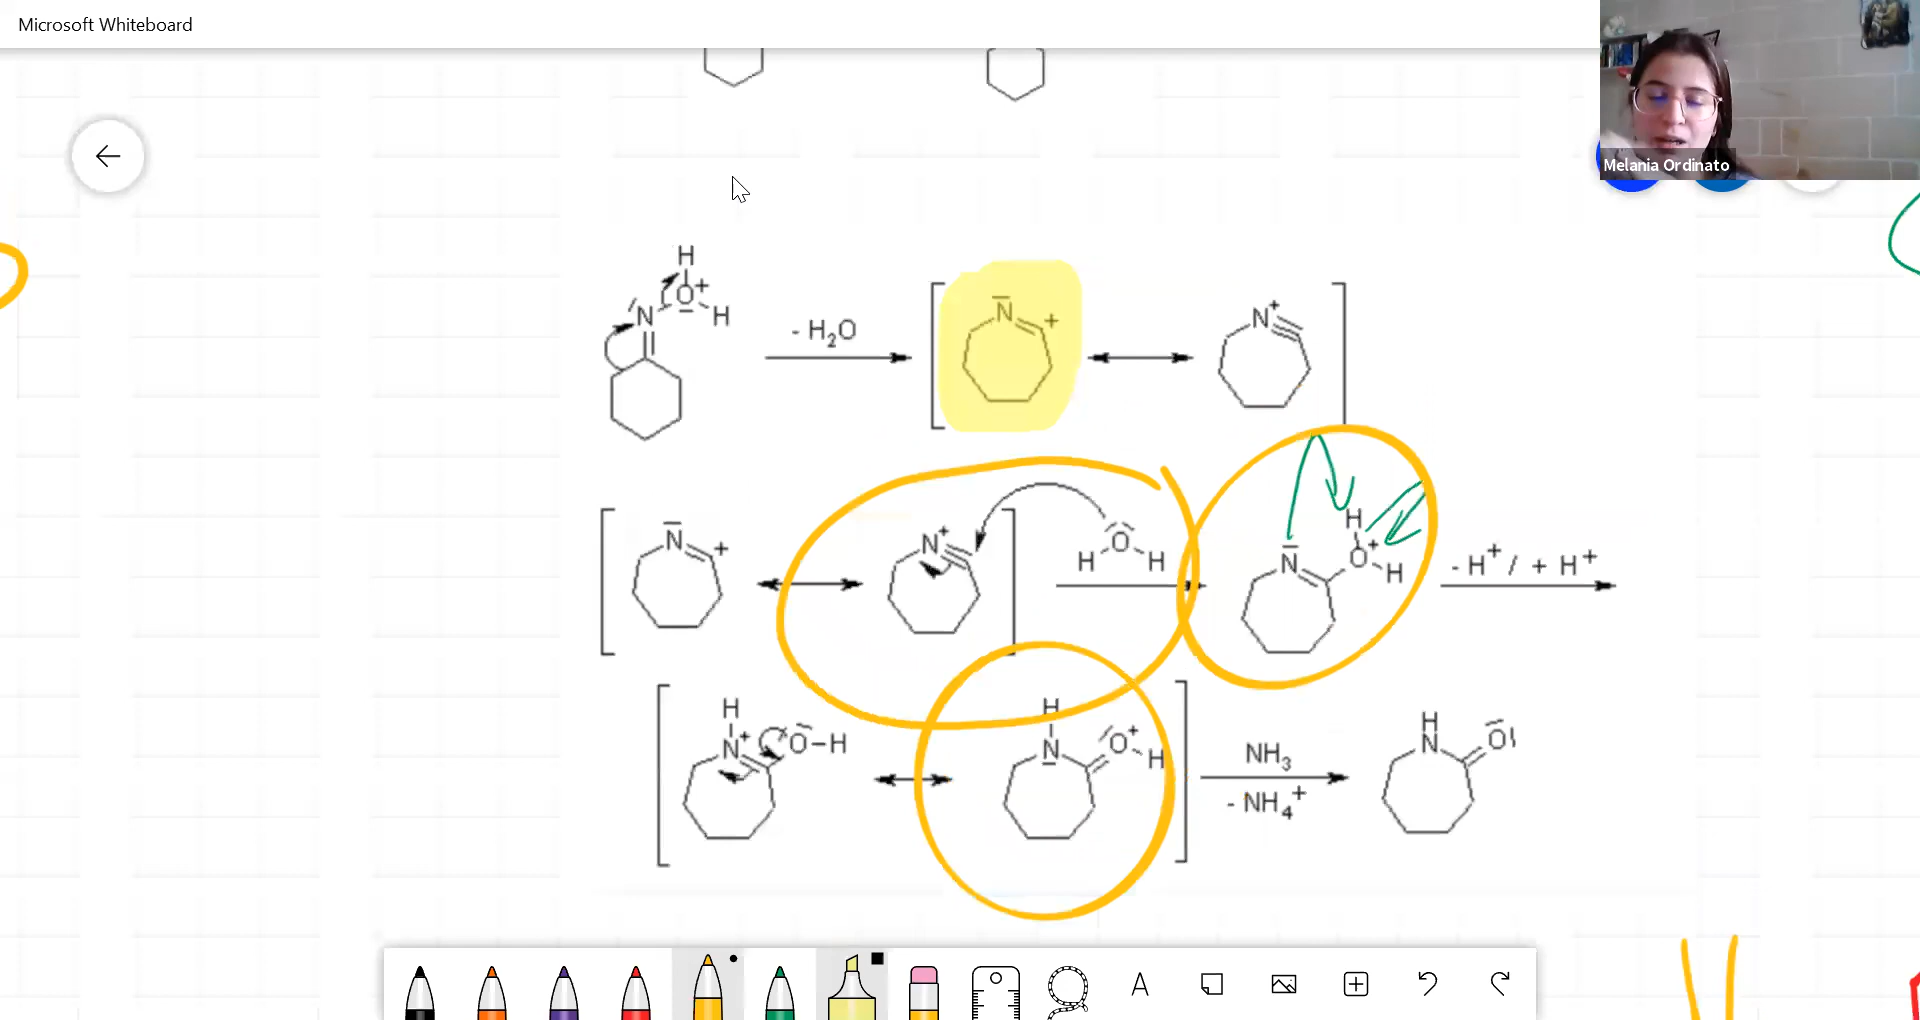 Microsoft Whiteboard
Melania Ordinato
H
O+
N H
- H2O
N +
N+
N +
N+
H O H
N H O+ H
- H+ / + H+
H
N+ O-H
H
N O+ H
NH3
- NH4+
H
N O
A